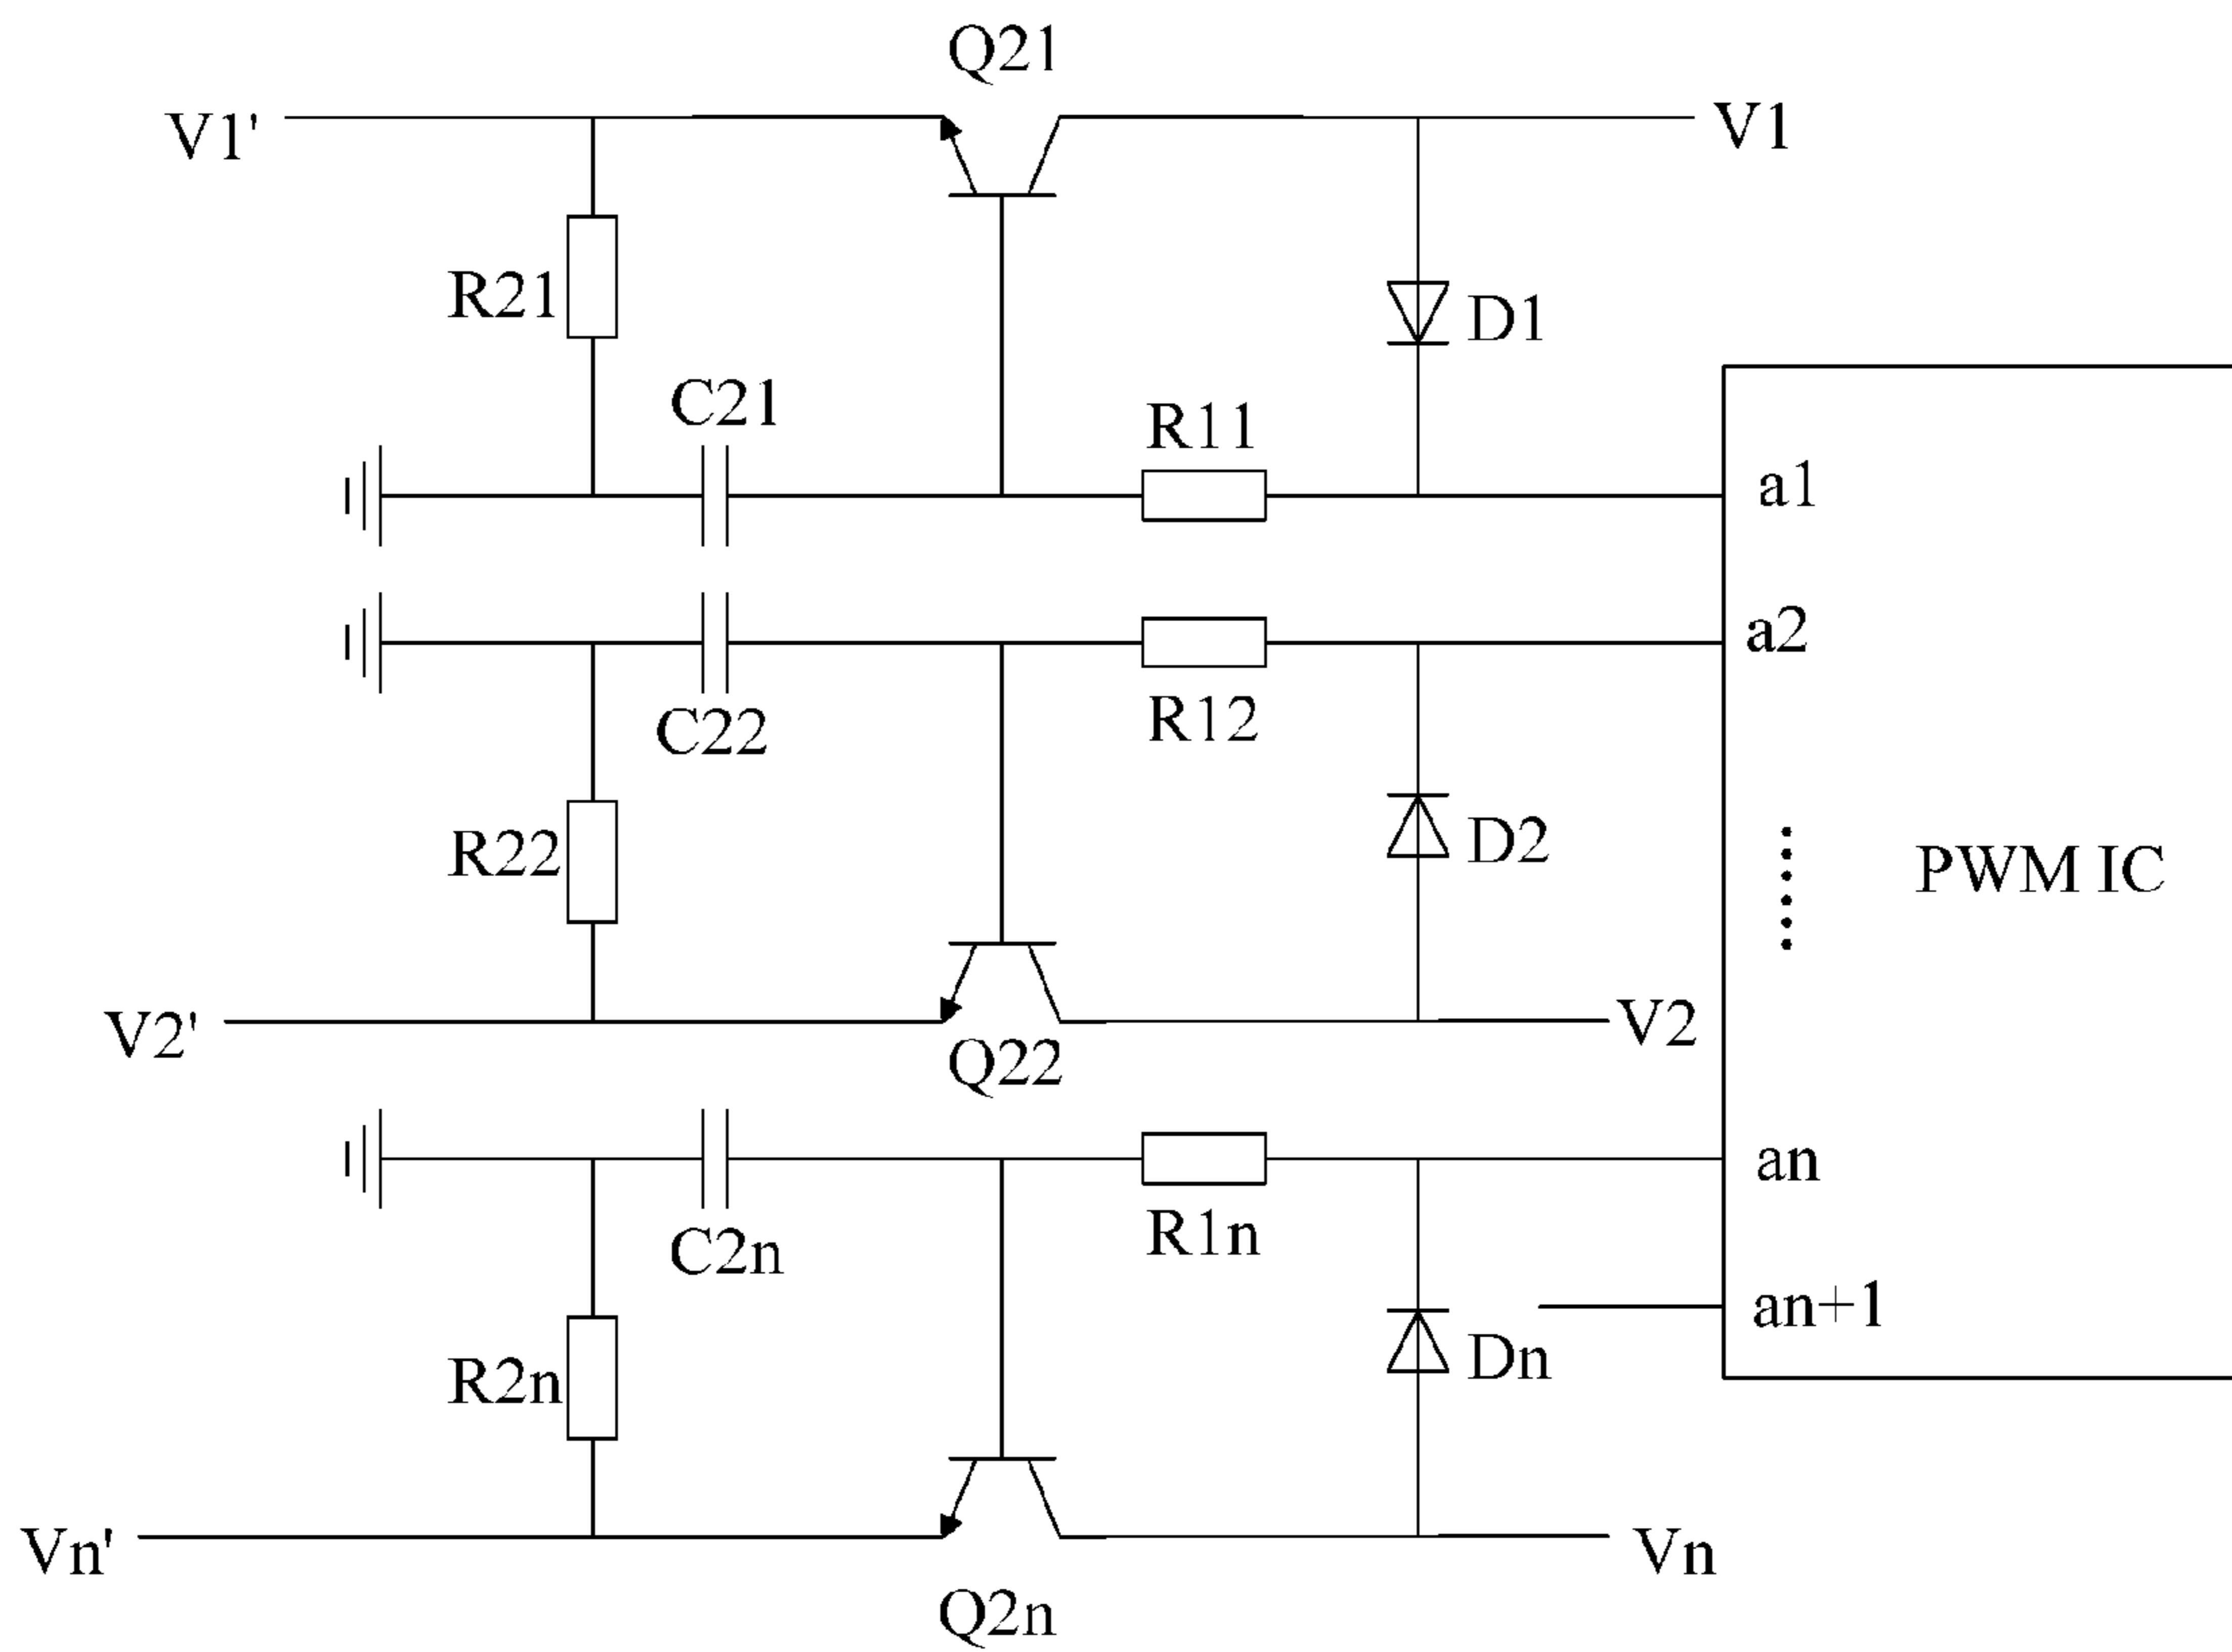 Q21
V1'
V1
R21
D1
C21
R11
a1
a2
C22
R12
R22
D2
PWM IC
V2'
V2
Q22
an
C2n
R1n
an+1
R2n
Dn
Vn'
Vn
Q2n